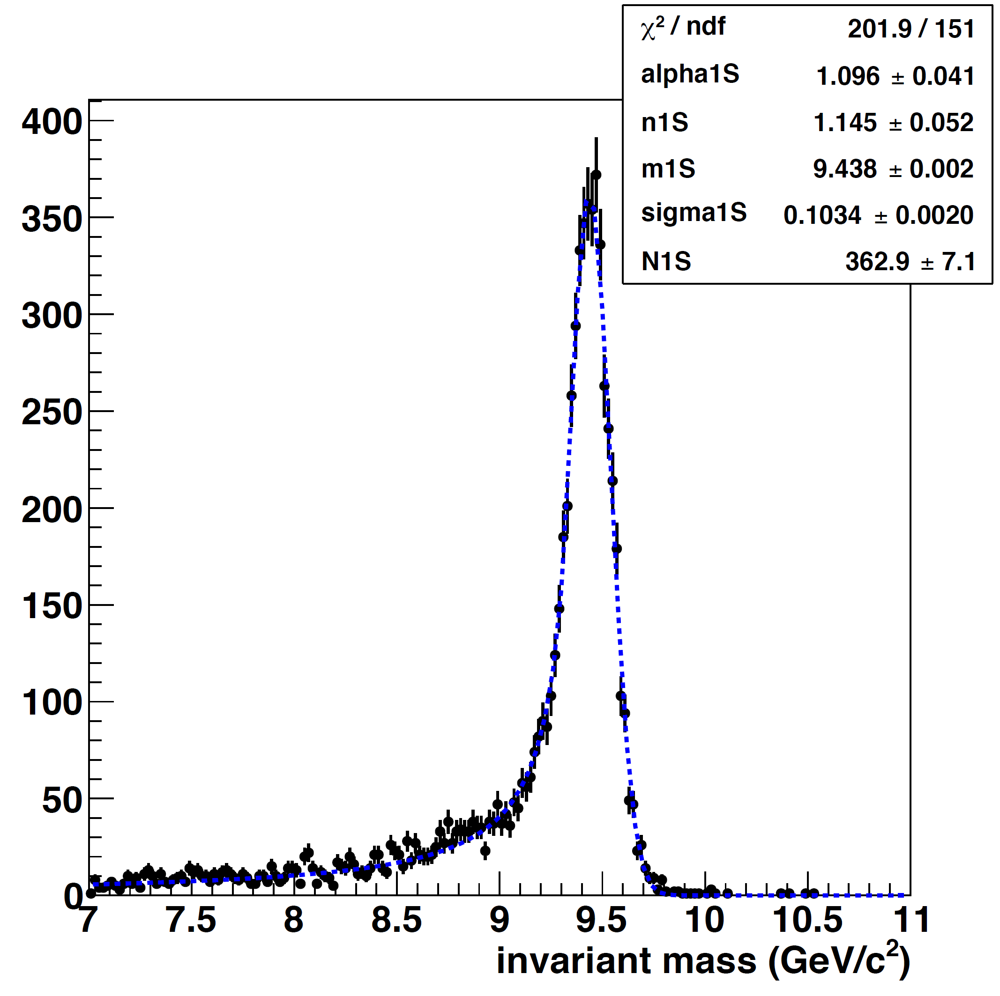 χ² / ndf 201.9 / 151
alpha1S 1.096 ± 0.041
n1S 1.145 ± 0.052
m1S 9.438 ± 0.002
sigma1S 0.1034 ± 0.0020
N1S 362.9 ± 7.1
400
350
300
250
200
150
100
50
0
7 7.5 8 8.5 9 9.5 10 10.5 11
invariant mass (GeV/c²)